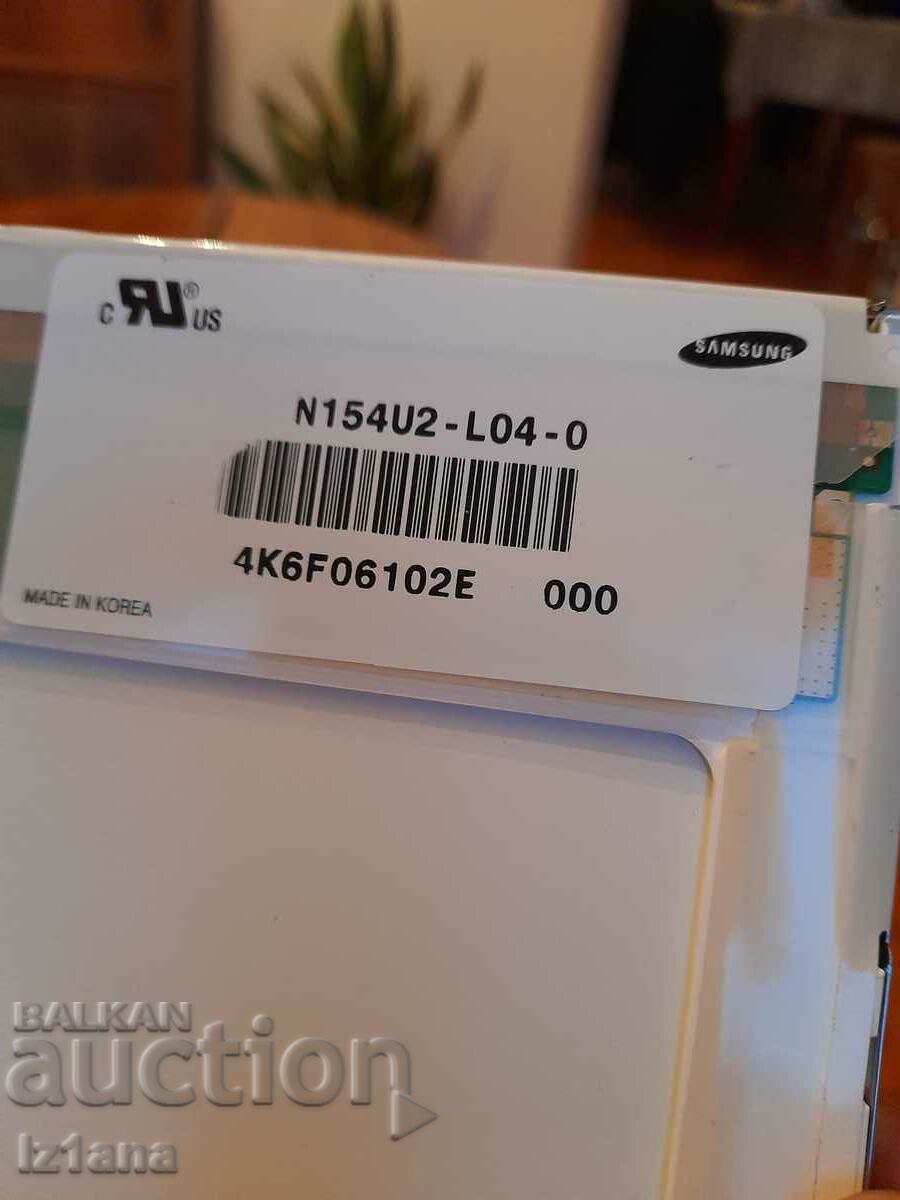 c RU® US
SAMSUNG
N154U2-L04-0
4K6F06102E 000
MADE IN KOREA
BALKAN
auction
Iz1ana